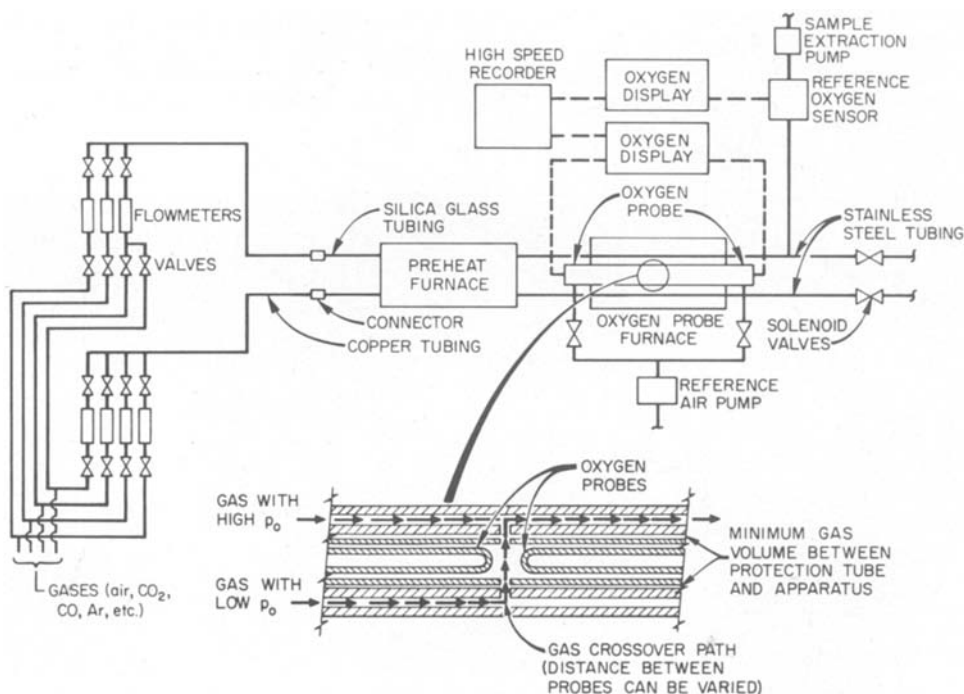 SAMPLE
EXTRACTION
PUMP
HIGH SPEED
RECORDER
OXYGEN
DISPLAY
REFERENCE
OXYGEN
SENSOR
OXYGEN
DISPLAY
FLOWMETERS
SILICA GLASS
TUBING
OXYGEN
PROBE
STAINLESS
STEEL TUBING
VALVES
PREHEAT
FURNACE
CONNECTOR
COPPER TUBING
OXYGEN PROBE
FURNACE
SOLENOID
VALVES
REFERENCE
AIR PUMP
OXYGEN
PROBES
GAS WITH
HIGH po
MINIMUM GAS
VOLUME BETWEEN
PROTECTION TUBE
AND APPARATUS
GASES (air, CO2,
CO, Ar, etc.)
GAS WITH
LOW po
GAS CROSSOVER PATH
(DISTANCE BETWEEN
PROBES CAN BE VARIED)